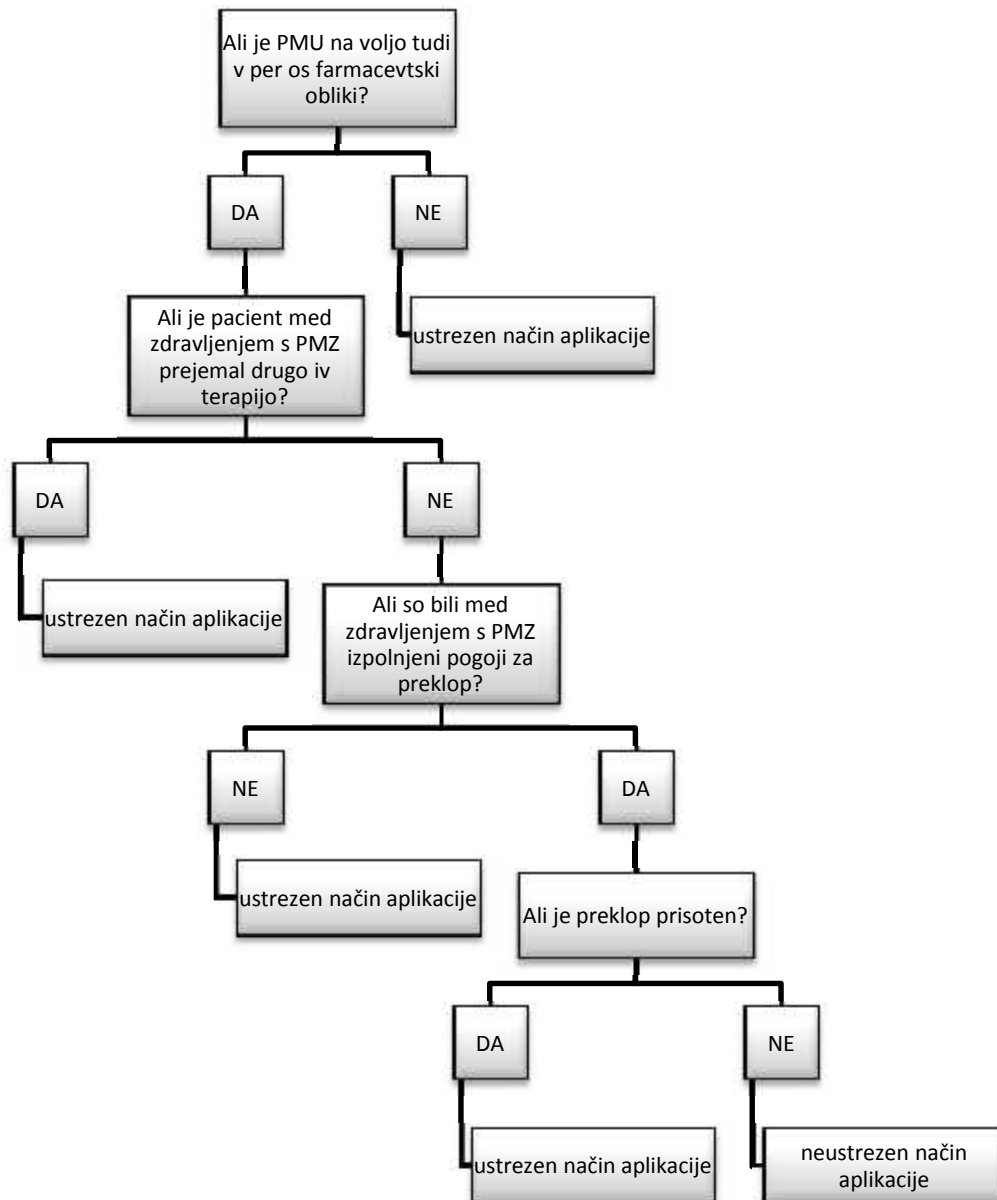 Ali je PMU na voljo tudi
v per os farmacevtski
obliki?
DA
NE
Ali je pacient med
zdravljenjem s PMZ
prejemal drugo iv
terapijo?
ustrezen način aplikacije
DA
NE
ustrezen način aplikacije
Ali so bili med
zdravljenjem s PMZ
izpolnjeni pogoji za
preklop?
NE
DA
ustrezen način aplikacije
Ali je preklop prisoten?
DA
NE
ustrezen način aplikacije
neustrezen način
aplikacije